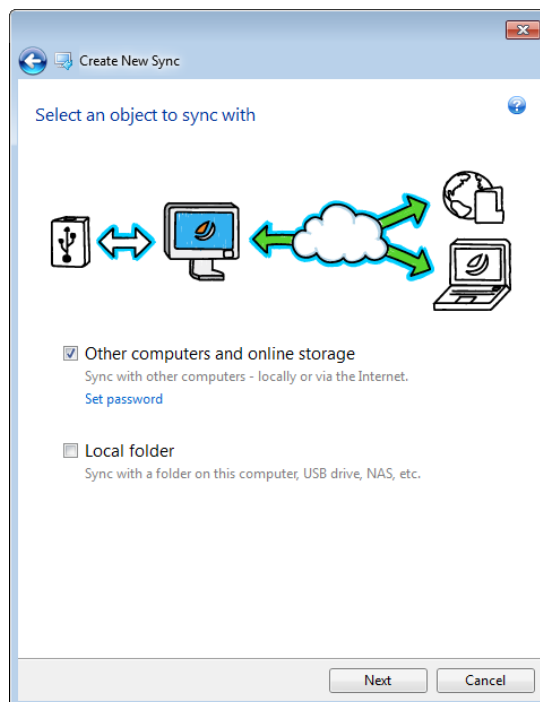 Create New Sync
Select an object to sync with
Other computers and online storage
Sync with other computers - locally or via the Internet.
Set password
Local folder
Sync with a folder on this computer, USB drive, NAS, etc.
Next
Cancel